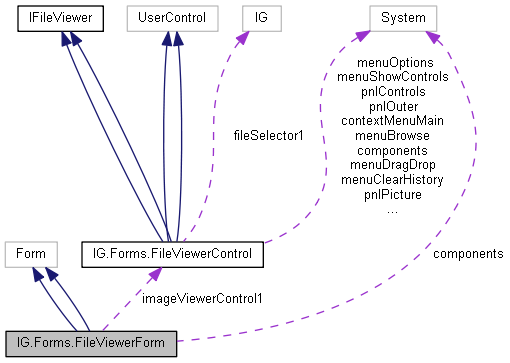 IFileViewer
UserControl
IG
System
menuOptions
menuShowControls
pnlControls
pnlOuter
contextMenuMain
menuBrowse
components
menuDragDrop
menuClearHistory
pnlPicture
...
fileSelector1
Form
IG.Forms.FileViewerControl
components
imageViewerControl1
IG.Forms.FileViewerForm